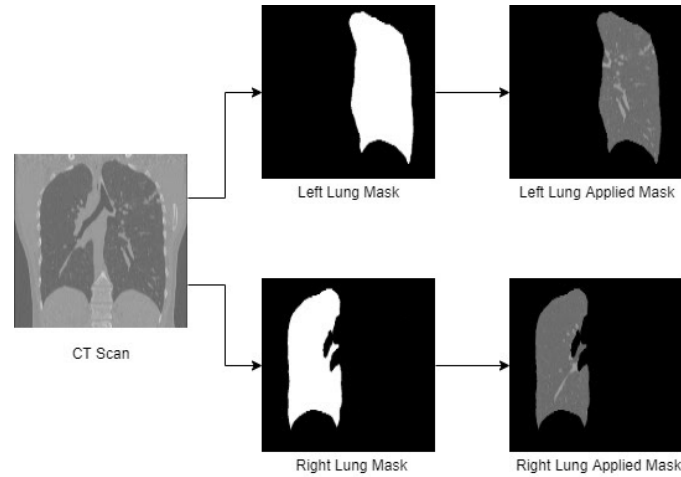 Left Lung Mask
Left Lung Applied Mask
CT Scan
Right Lung Mask
Right Lung Applied Mask